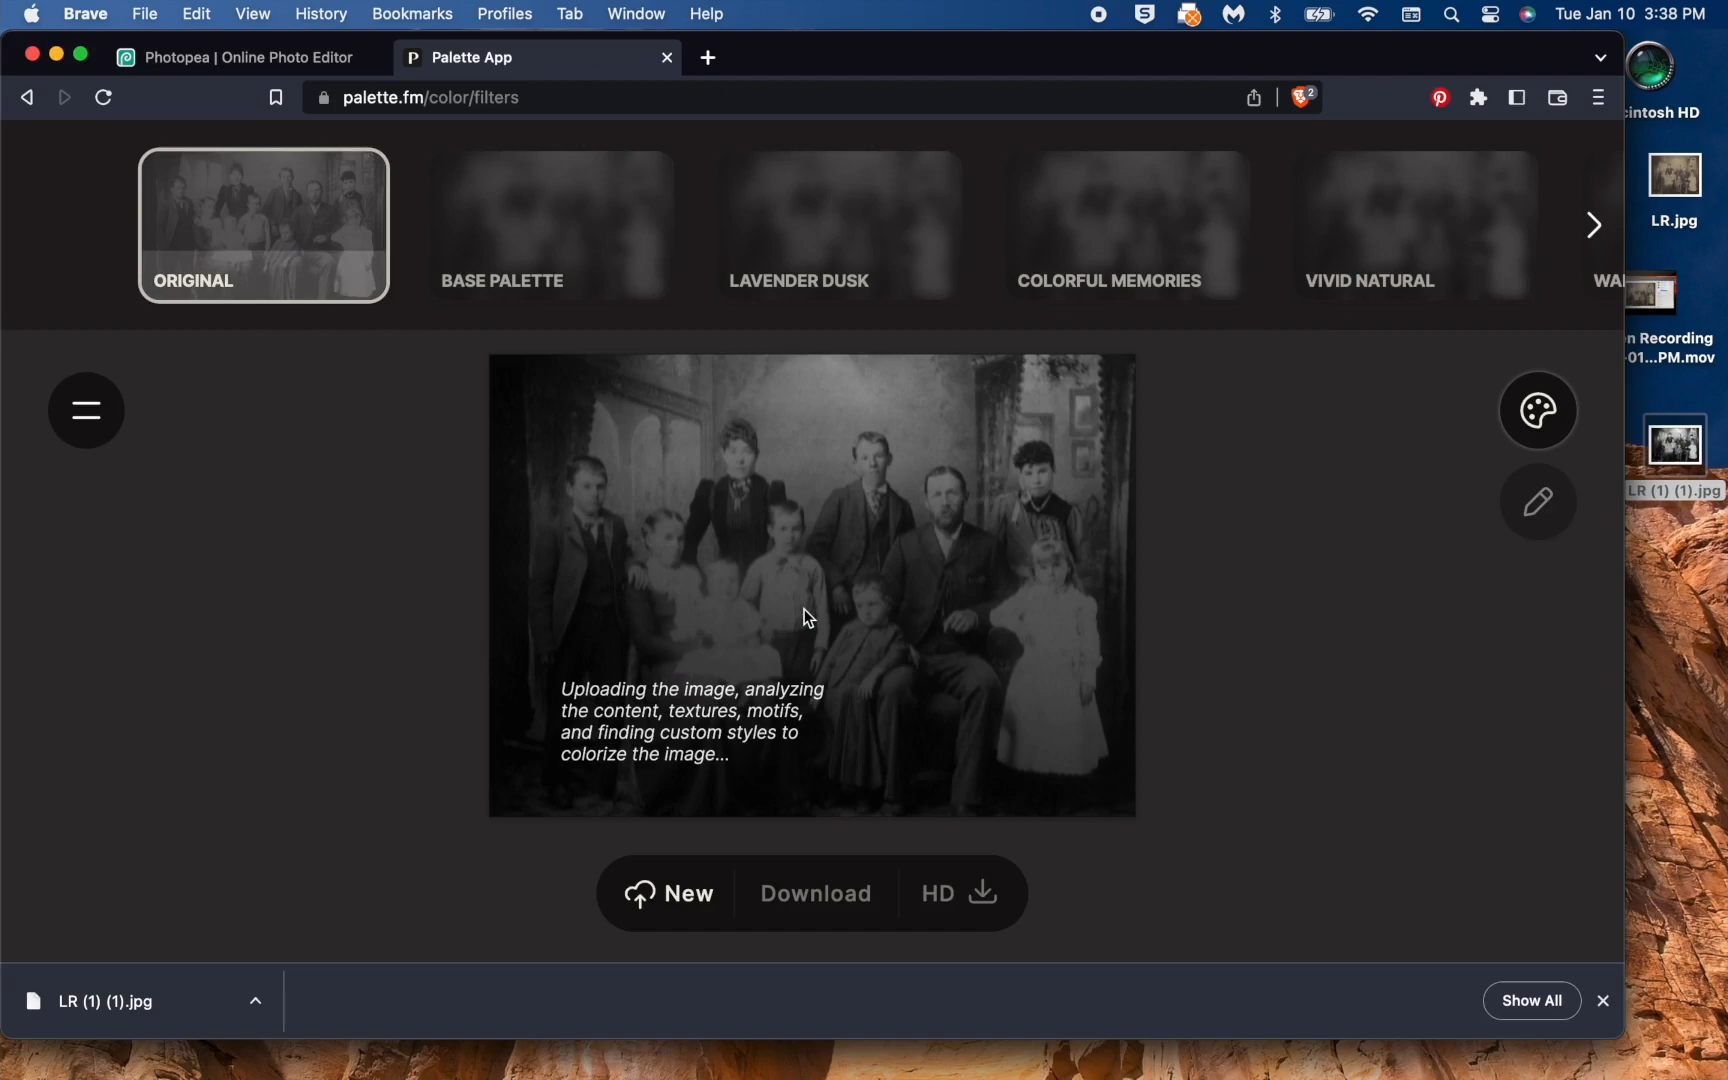 Brave File Edit View History Bookmarks Profiles Tab Window Help Tue Jan 10 3:38 PM
Photopea | Online Photo Editor
Palette App
palette.fm/color/filters
2
ORIGINAL
BASE PALETTE
LAVENDER DUSK
COLORFUL MEMORIES
VIVID NATURAL
WA
cintosh HD
LR.jpg
n Recording
-01...PM.mov
LR (1) (1).jpg
Uploading the image, analyzing
the content, textures, motifs,
and finding custom styles to
colorize the image...
New
Download
HD
LR (1) (1).jpg
Show All